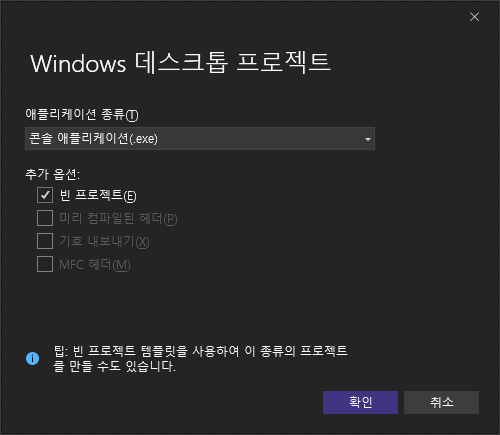 Windows 데스크톱 프로젝트
애플리케이션 종류(T)
콘솔 애플리케이션(.exe)
추가 옵션:
빈 프로젝트(E)
미리 컴파일된 헤더(P)
기호 내보내기(X)
MFC 헤더(M)
팁: 빈 프로젝트 템플릿을 사용하여 이 종류의 프로젝트
를 만들 수도 있습니다.
확인 취소